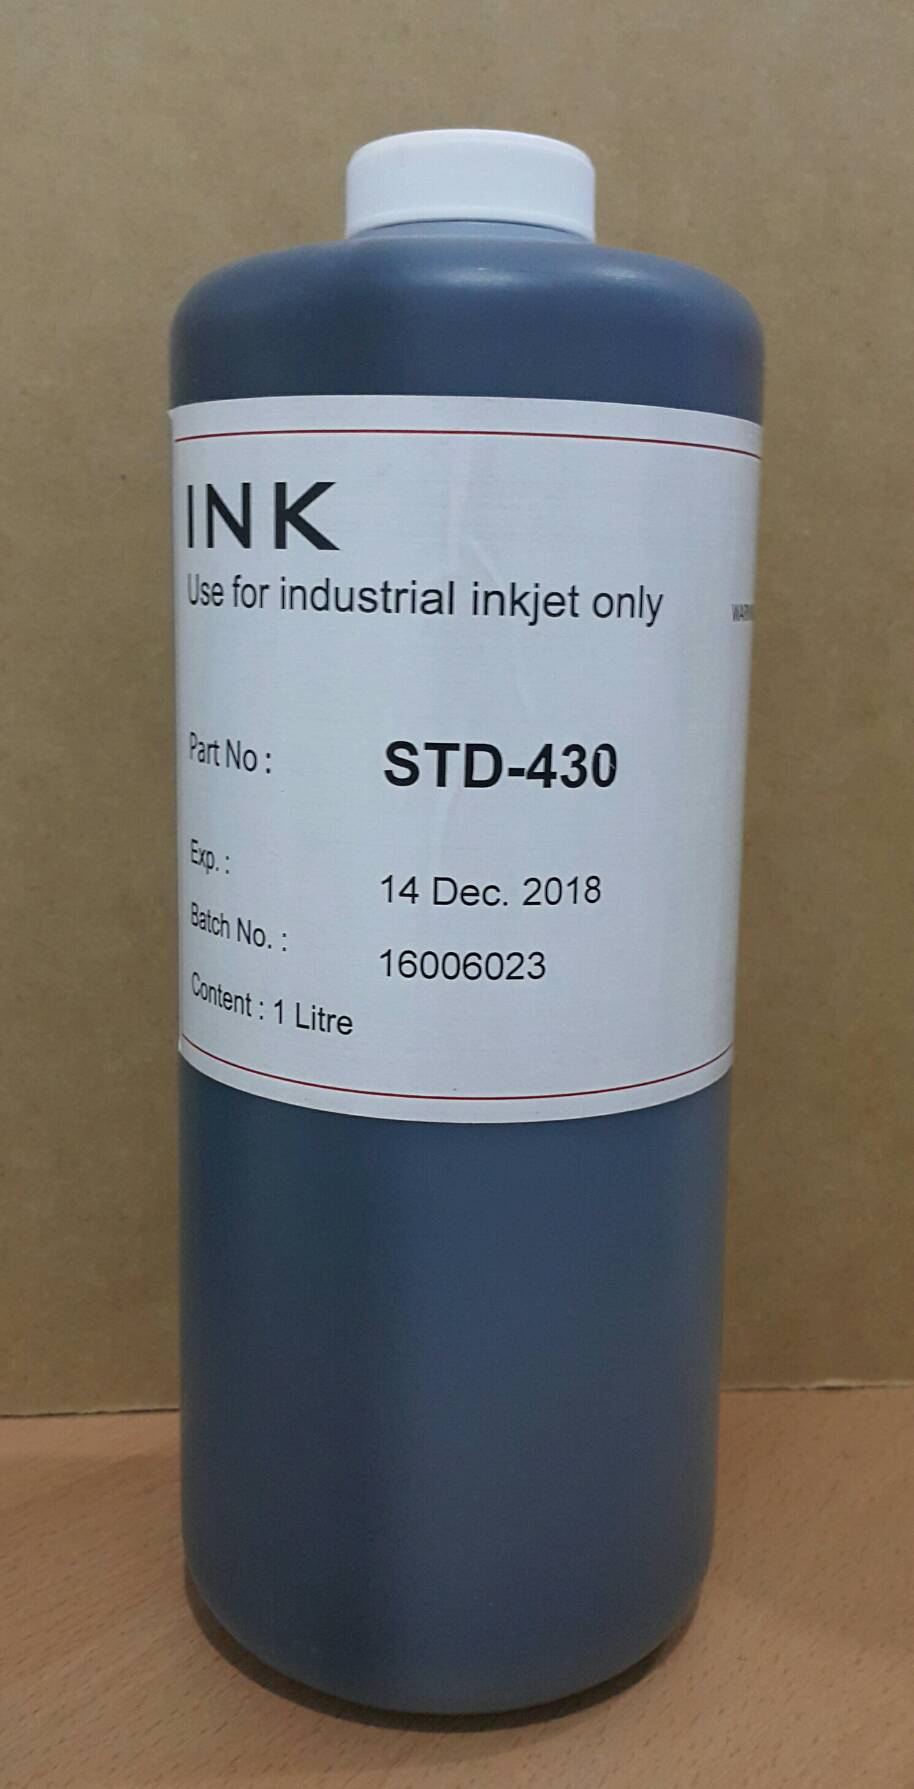 INK
Use for industrial inkjet only
Part No : STD-430
Exp. : 14 Dec. 2018
Batch No. : 16006023
Content : 1 Litre